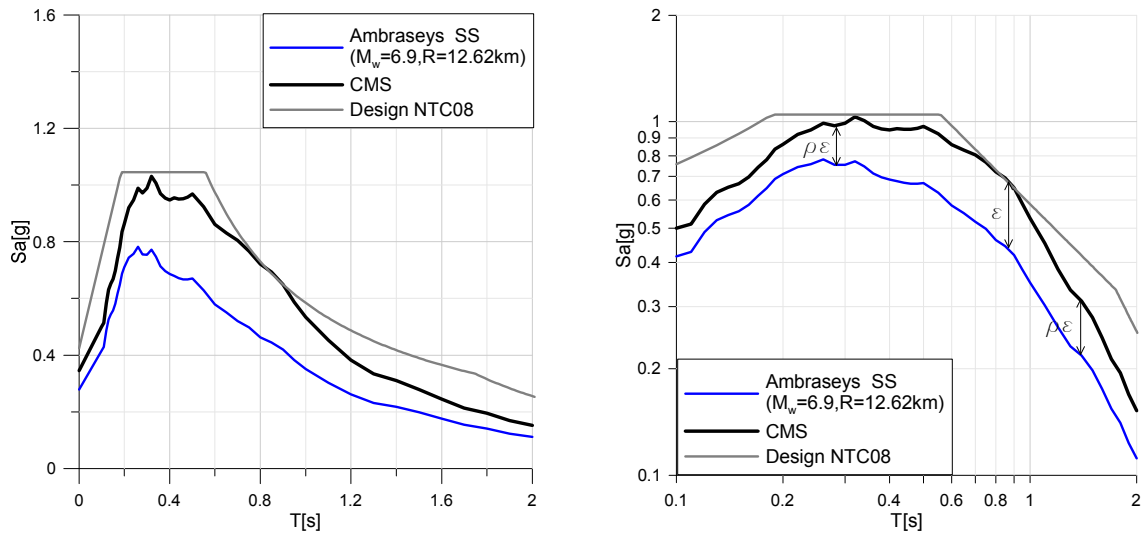 1.6
1.2
0.8
0.4
0
Sa[g]
0
0.4
0.8
1.2
1.6
2
T[s]
Ambraseys SS
(Mw=6.9,R=12.62km)
CMS
Design NTC08
2
1
0.9
0.8
0.7
0.6
0.5
0.4
0.3
0.2
0.1
Sa[g]
ρε
ε
ρε
Ambraseys SS
(Mw=6.9,R=12.62km)
CMS
Design NTC08
0.1
0.2
0.4
0.6
0.8
1
2
T[s]